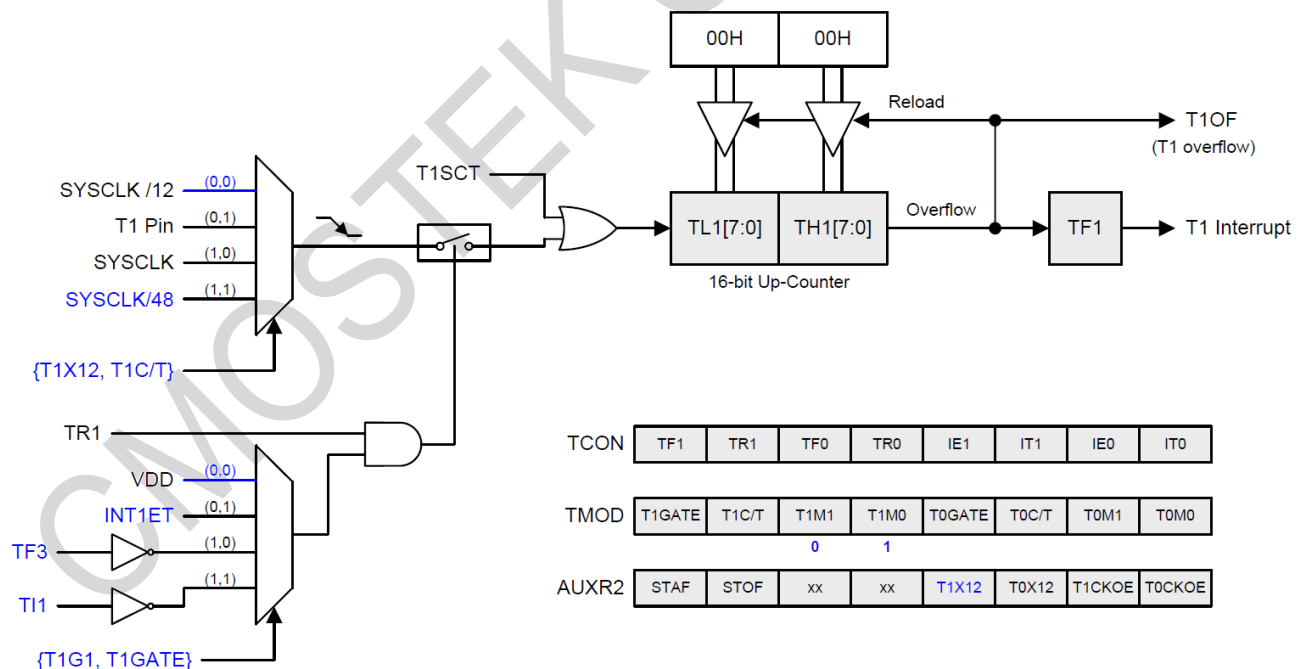 00H 00H
Reload
T1OF
(T1 overflow)
T1SCT
SYSCLK /12 (0,0)
T1 Pin (0,1)
SYSCLK (1,0)
SYSCLK/48 (1,1)
TL1[7:0] TH1[7:0] Overflow TF1 T1 Interrupt
16-bit Up-Counter
{T1X12, T1C/T}
TR1
VDD (0,0)
INT1ET (0,1)
TF3 (1,0)
TI1 (1,1)
{T1G1, T1GATE}
TCON TF1 TR1 TF0 TR0 IE1 IT1 IE0 IT0
TMOD T1GATE T1C/T T1M1 T1M0 T0GATE T0C/T T0M1 T0M0
0 1
AUXR2 STAF STOF xx xx T1X12 T0X12 T1CKOE T0CKOE
CMOSTEK